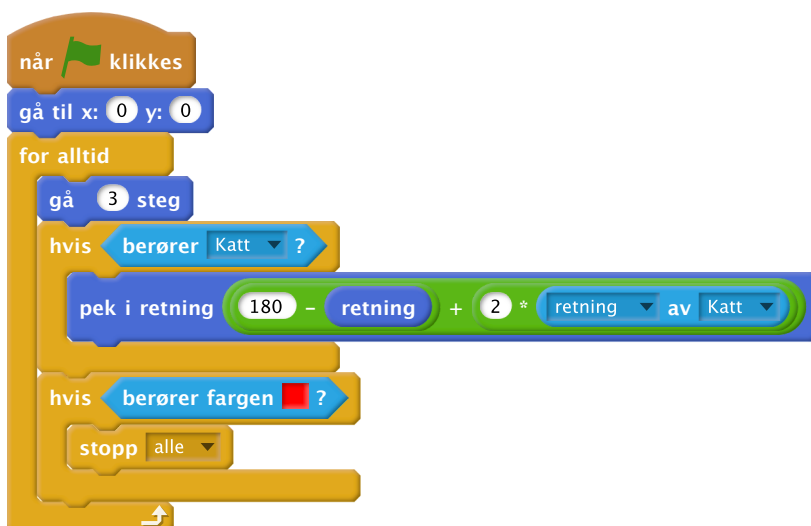 når klikkes
gå til x: 0 y: 0
for alltid
gå 3 steg
hvis berører Katt ?
pek i retning 180 - retning + 2 * retning av Katt
hvis berører fargen ?
stopp alle